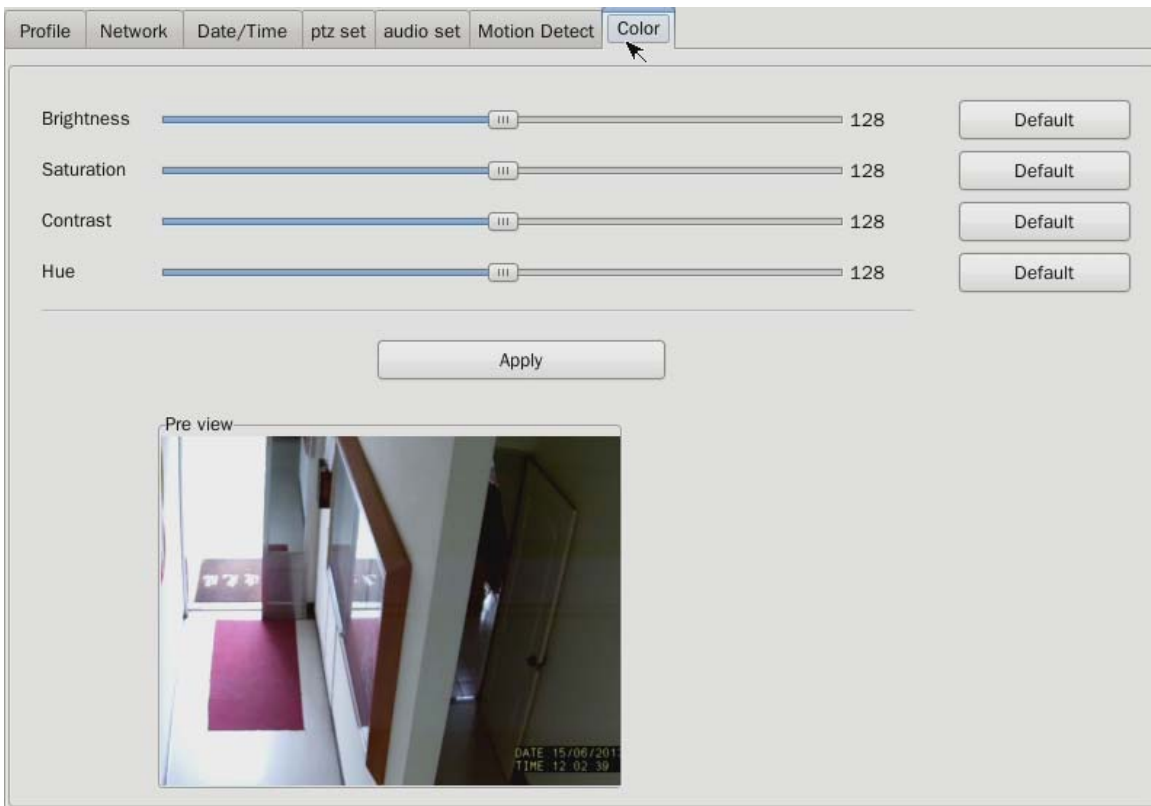 Profile Network Date/Time ptz set audio set Motion Detect Color
Brightness 128 Default
Saturation 128 Default
Contrast 128 Default
Hue 128 Default
Apply
Pre view
DATE 15/06/201
TIME 12 02 39